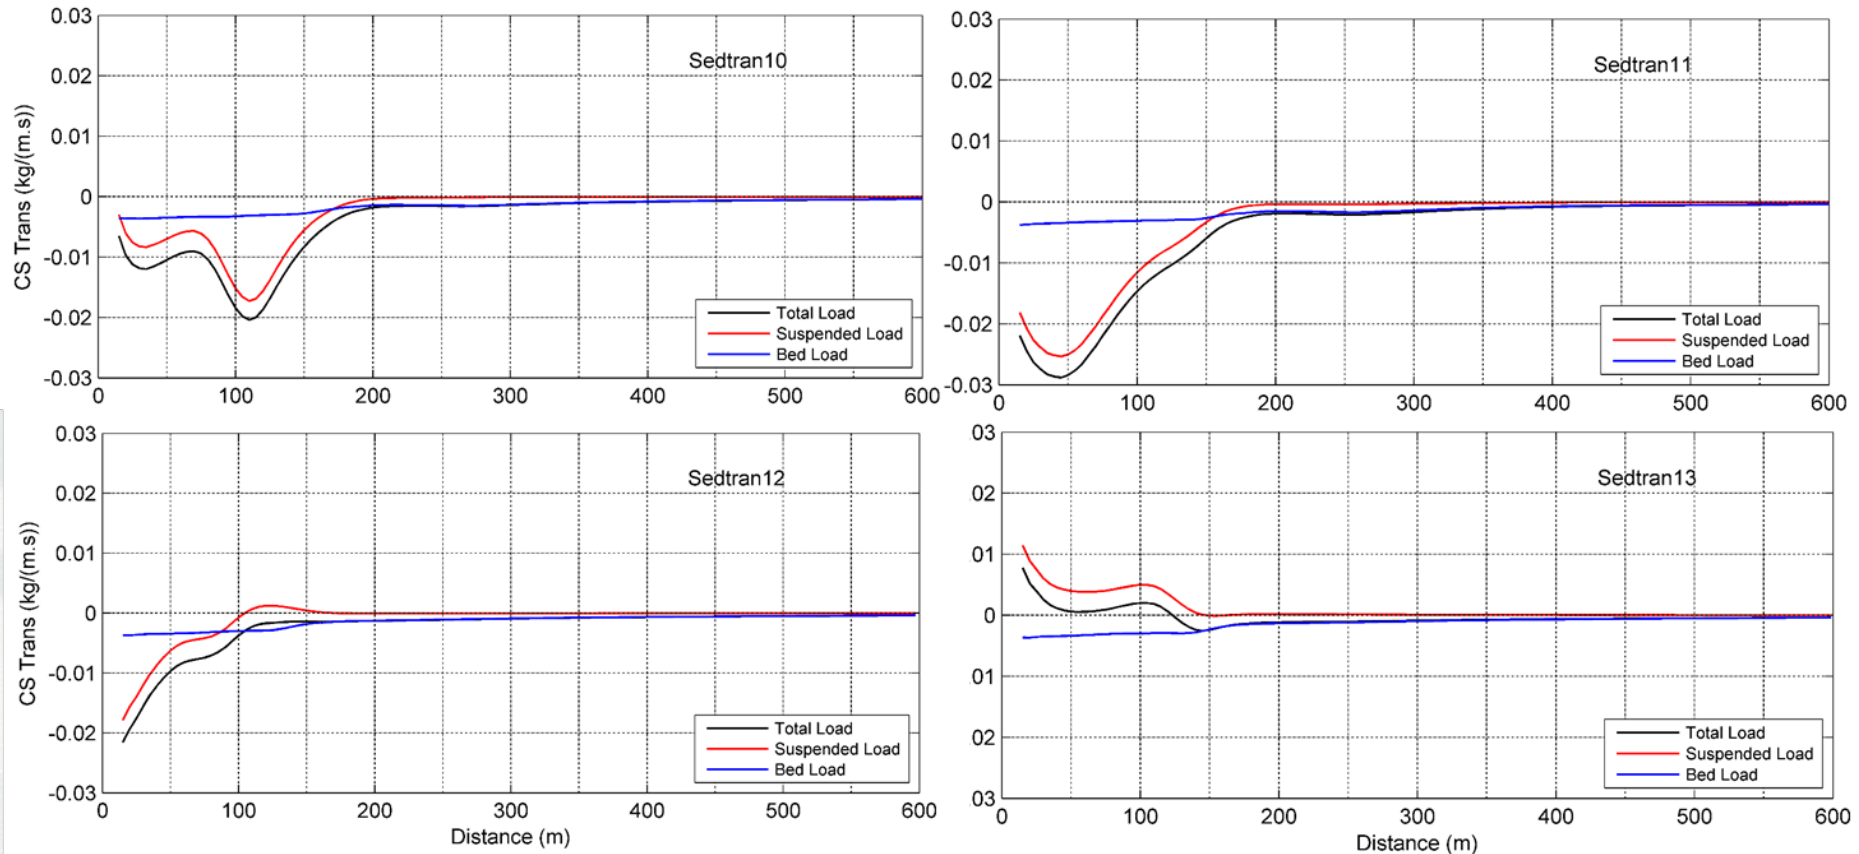 Sedtran10
CS Trans (kg/(m.s))
0.03
0.02
0.01
0
-0.01
-0.02
-0.03
Total Load
Suspended Load
Bed Load
0 100 200 300 400 500 600
Sedtran11
0.03
0.02
0.01
0
-0.01
-0.02
-0.03
Total Load
Suspended Load
Bed Load
0 100 200 300 400 500 600
Sedtran12
CS Trans (kg/(m.s))
0.03
0.02
0.01
0
-0.01
-0.02
-0.03
Total Load
Suspended Load
Bed Load
0 100 200 300 400 500 600
Distance (m)
Sedtran13
03
02
01
0
01
02
03
Total Load
Suspended Load
Bed Load
0 100 200 300 400 500 600
Distance (m)